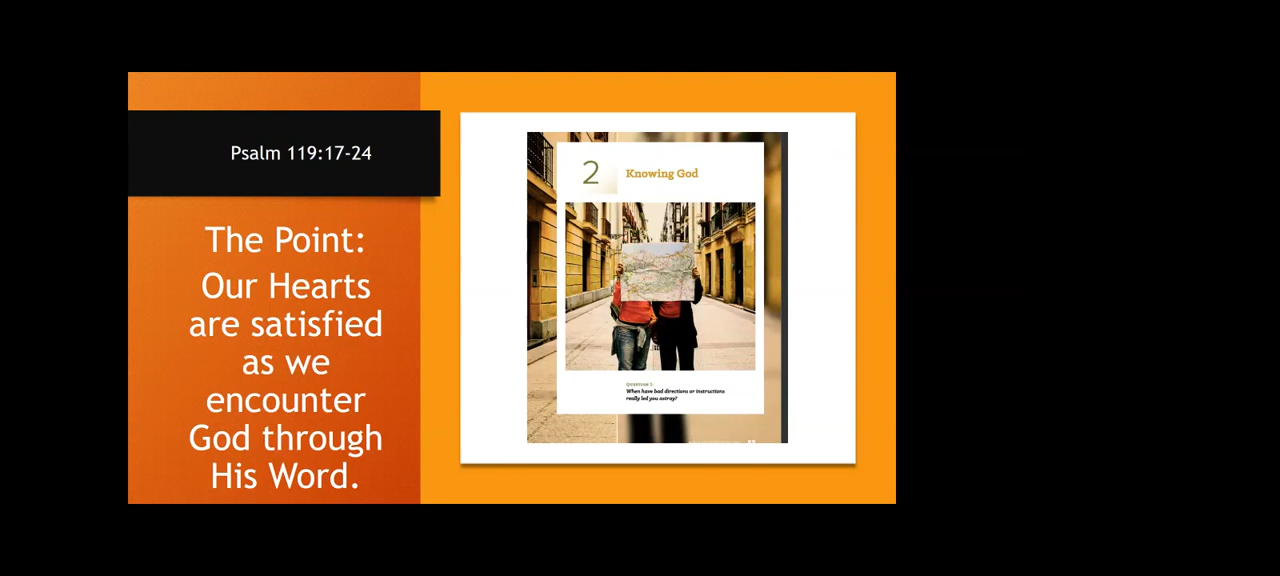 Psalm 119:17-24
The Point:
Our Hearts
are satisfied
as we
encounter
God through
His Word.
2
Knowing God
QUESTION 1:
When have bad directions or instructions
really led you astray?